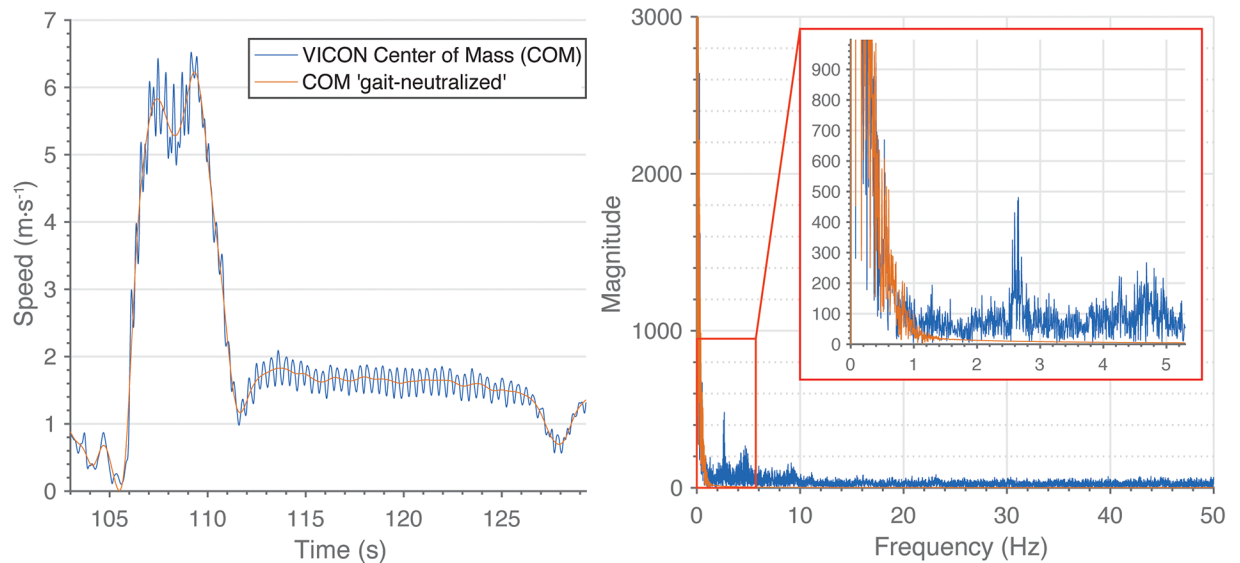 7
6
5
4
3
2
1
0
Speed (m·s⁻¹)
VICON Center of Mass (COM)
COM 'gait-neutralized'
105 110 115 120 125
Time (s)
3000
2000
1000
0
Magnitude
900
800
700
600
500
400
300
200
100
0
0 1 2 3 4 5
0 10 20 30 40 50
Frequency (Hz)